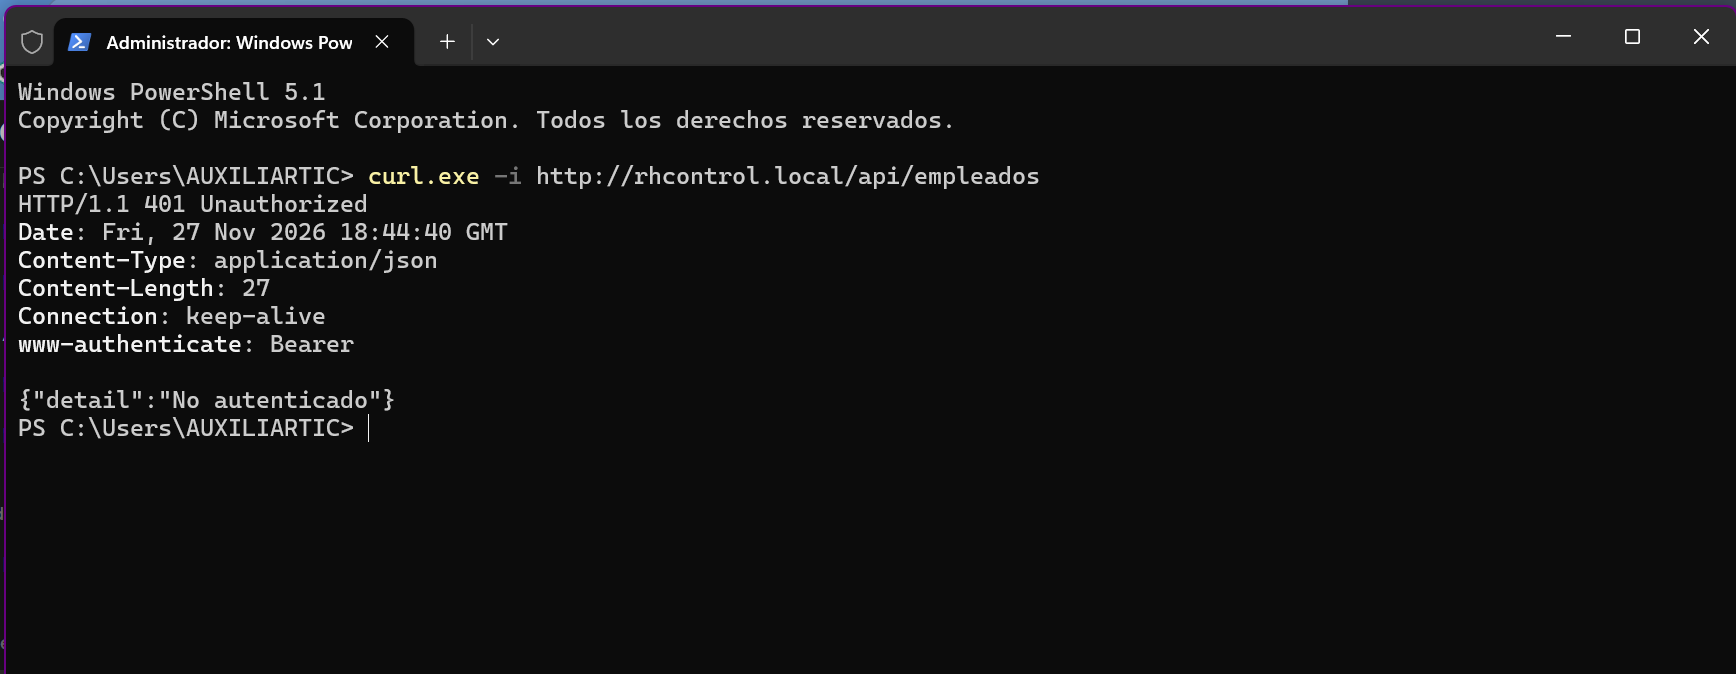 Administrador: Windows Pow
Windows PowerShell 5.1
Copyright (C) Microsoft Corporation. Todos los derechos reservados.
PS C:\Users\AUXILIARTIC> curl.exe -i http://rhcontrol.local/api/empleados
HTTP/1.1 401 Unauthorized
Date: Fri, 27 Nov 2026 18:44:40 GMT
Content-Type: application/json
Content-Length: 27
Connection: keep-alive
www-authenticate: Bearer
{"detail":"No autenticado"}
PS C:\Users\AUXILIARTIC>